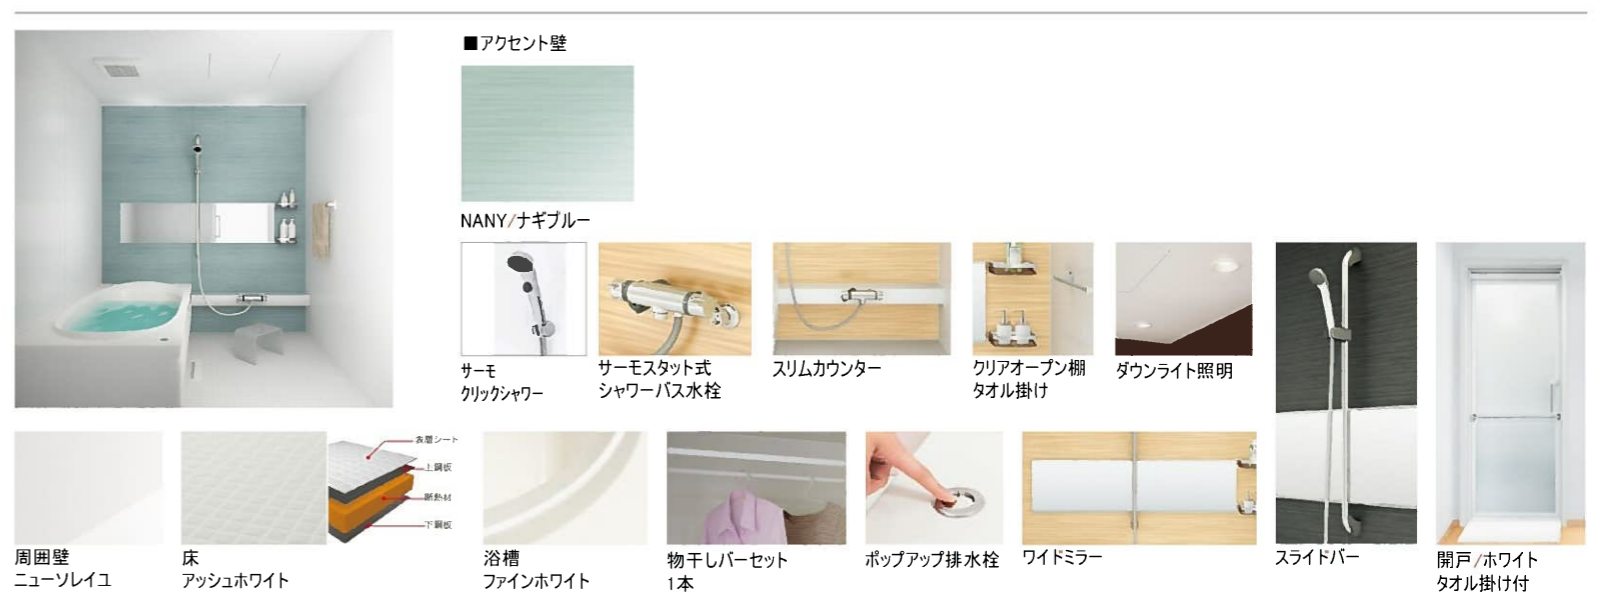 ■アクセント壁
NANY/ナギブルー
サーモ
クリックシャワー
サーモスタット式
シャワーバス水栓
スリムカウンター
クリアオープン棚
タオル掛け
ダウンライト照明
周囲壁
ニューソレイユ
床
アッシュホワイト
表層シート
上鋼板
断熱材
下鋼板
浴槽
ファインホワイト
物干しバーセット
1本
ポップアップ排水栓
ワイドミラー
スライドバー
開戸/ホワイト
タオル掛け付